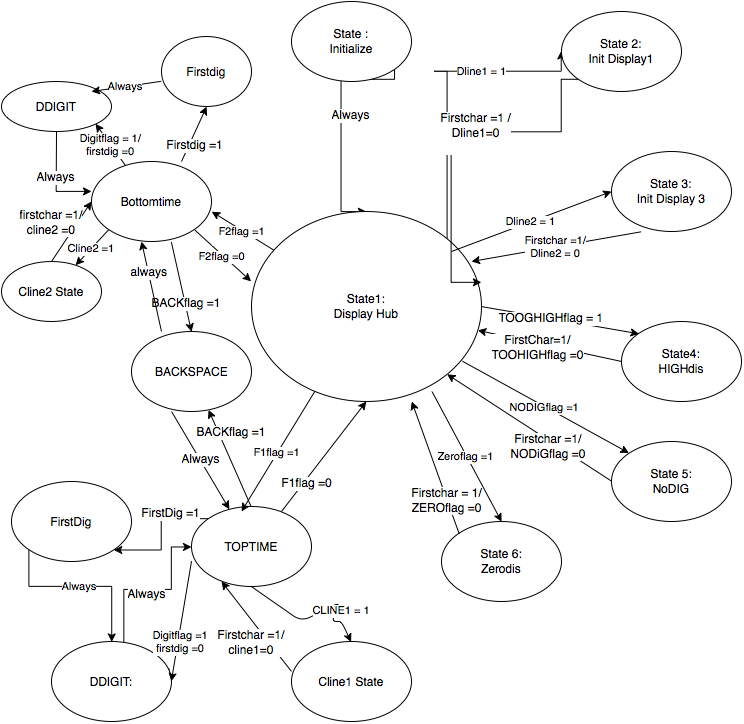 State :
Initialize
State 2:
Init Display1
Dline1 = 1
Firstchar =1 /
Dline1=0
Always
Firstdig
Always
DDIGIT
Digitflag = 1/
firstdig =0
Firstdig =1
Always
Bottomtime
firstchar =1/
cline2 =0
Cline2 =1
Cline2 State
always
BACKflag =1
F2flag =1
F2flag =0
State1:
Display Hub
State 3:
Init Display 3
Dline2 = 1
Firstchar =1/
Dline2 = 0
TOOGHIGHflag = 1
FirstChar=1/
TOOHIGHflag =0
State4:
HIGHdis
BACKSPACE
BACKflag =1
Always
F1flag =1
F1flag =0
NODIGflag =1
Firstchar =1/
NODiGflag =0
State 5:
NoDIG
Zeroflag =1
Firstchar = 1/
ZEROflag =0
State 6:
Zerodis
FirstDig
FirstDig =1
TOPTIME
Always
Always
Digitflag =1
firstdig =0
Firstchar =1/
cline1=0
CLINE1 = 1
DDIGIT:
Cline1 State